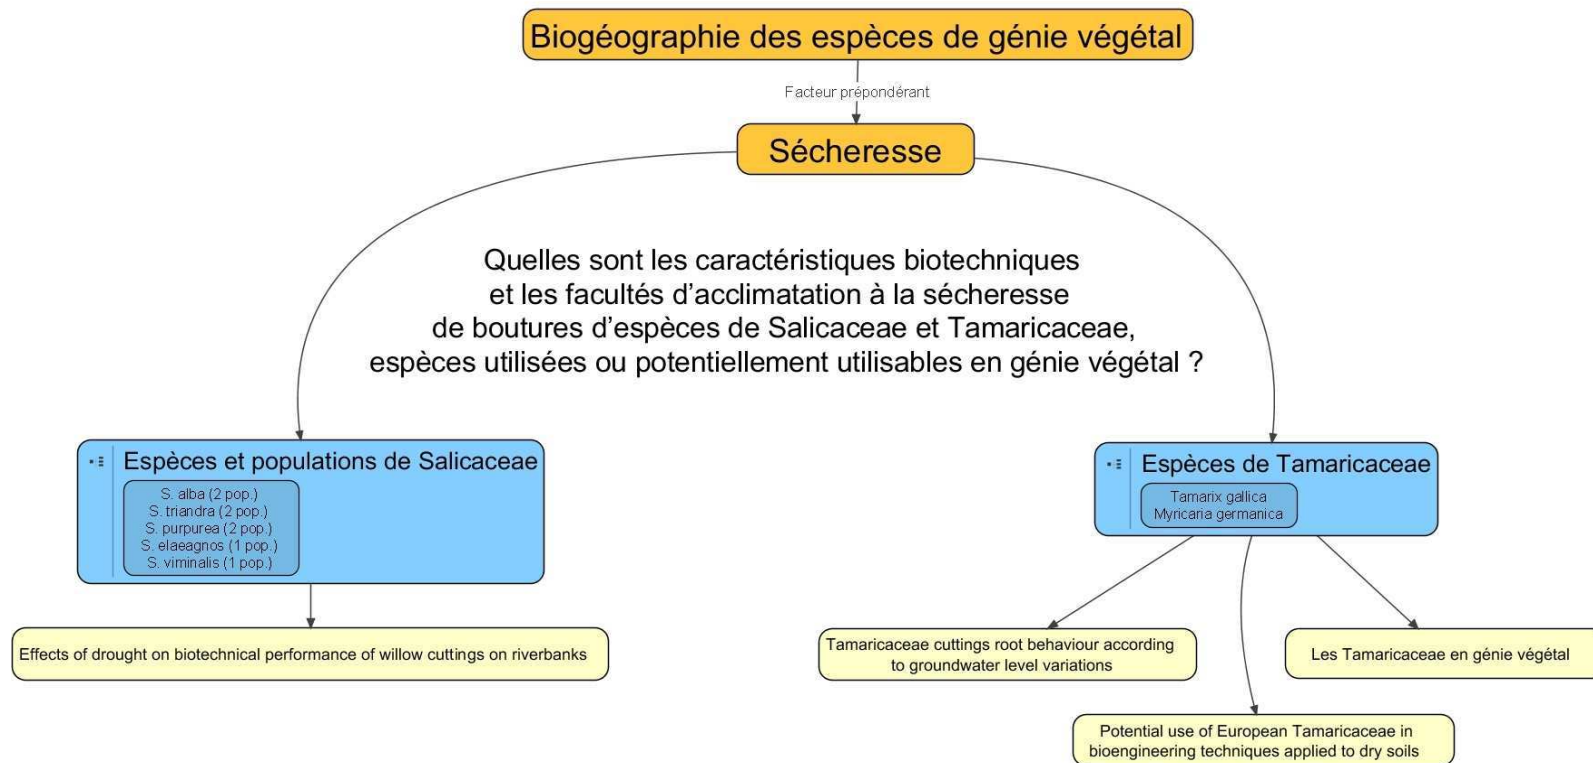 Biogéographie des espèces de génie végétal
Facteur prépondérant
Sécheresse
Quelles sont les caractéristiques biotechniques
et les facultés d'acclimatation à la sécheresse
de boutures d'espèces de Salicaceae et Tamaricaceae,
espèces utilisées ou potentiellement utilisables en génie végétal ?
Espèces et populations de Salicaceae
S. alba (2 pop.)
S. triandra (2 pop.)
S. purpurea (2 pop.)
S. elaeagnos (1 pop.)
S. viminalis (1 pop.)
Espèces de Tamaricaceae
Tamarix gallica
Myricaria germanica
Effects of drought on biotechnical performance of willow cuttings on riverbanks
Tamaricaceae cuttings root behaviour according
to groundwater level variations
Les Tamaricaceae en génie végétal
Potential use of European Tamaricaceae in
bioengineering techniques applied to dry soils